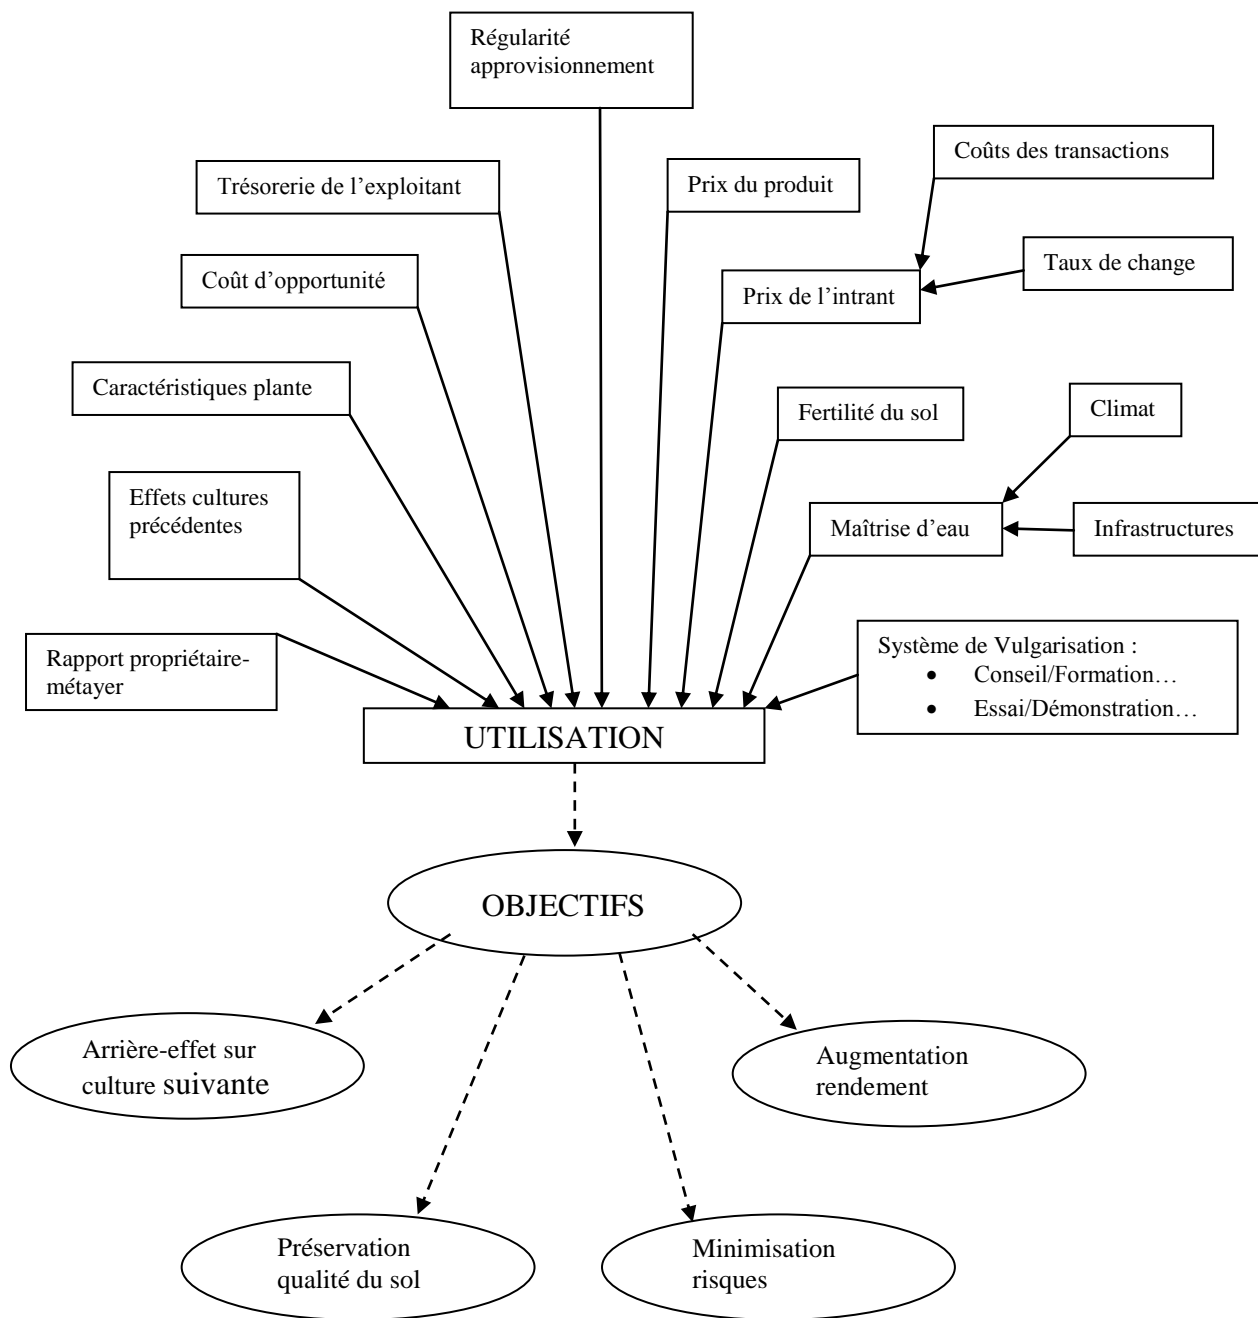 Régularité
approvisionnement
Coûts des transactions
Trésorerie de l’exploitant
Prix du produit
Coût d’opportunité
Prix de l’intrant
Taux de change
Caractéristiques plante
Fertilité du sol
Climat
Effets cultures
précédentes
Maîtrise d’eau
Infrastructures
Rapport propriétaire-
métayer
Système de Vulgarisation :
• Conseil/Formation…
• Essai/Démonstration…
UTILISATION
OBJECTIFS
Arrière-effet sur
culture suivante
Augmentation
rendement
Préservation
qualité du sol
Minimisation
risques